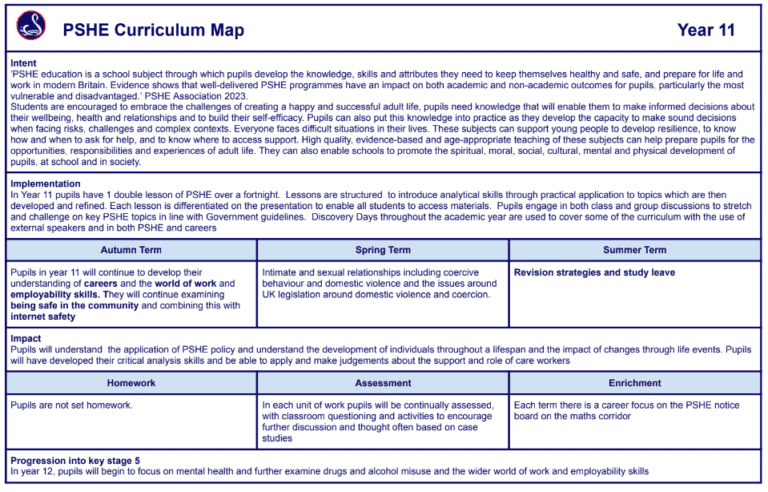 PSHE Curriculum Map
Year 11
Intent
'PSHE education is a school subject through which pupils develop the knowledge, skills and attributes they need to keep themselves healthy and safe, and prepare for life and
work in modern Britain. Evidence shows that well-delivered PSHE programmes have an impact on both academic and non-academic outcomes for pupils, particularly the most
vulnerable and disadvantaged.' PSHE Association 2023.
Students are encouraged to embrace the challenges of creating a happy and successful adult life, pupils need knowledge that will enable them to make informed decisions about
their wellbeing, health and relationships and to build their self-efficacy. Pupils can also put this knowledge into practice as they develop the capacity to make sound decisions
when facing risks, challenges and complex contexts. Everyone faces difficult situations in their lives. These subjects can support young people to develop resilience, to know
how and when to ask for help, and to know where to access support. High quality, evidence-based and age-appropriate teaching of these subjects can help prepare pupils for the
opportunities, responsibilities and experiences of adult life. They can also enable schools to promote the spiritual, moral, social, cultural, mental and physical development of
pupils, at school and in society.
Implementation
In Year 11 pupils have 1 double lesson of PSHE over a fortnight. Lessons are structured to introduce analytical skills through practical application to topics which are then
developed and refined. Each lesson is differentiated on the presentation to enable all students to access materials. Pupils engage in both class and group discussions to stretch
and challenge on key PSHE topics in line with Government guidelines. Discovery Days throughout the academic year are used to cover some of the curriculum with the use of
external speakers and in both PSHE and careers
Autumn Term
Spring Term
Summer Term
Pupils in year 11 will continue to develop their
understanding of careers and the world of work and
employability skills. They will continue examining
being safe in the community and combining this with
internet safety
Intimate and sexual relationships including coercive
behaviour and domestic violence and the issues around
UK legislation around domestic violence and coercion.
Revision strategies and study leave
Impact
Pupils will understand the application of PSHE policy and understand the development of individuals throughout a lifespan and the impact of changes through life events. Pupils
will have developed their critical analysis skills and be able to apply and make judgements about the support and role of care workers
Homework
Assessment
Enrichment
Pupils are not set homework.
In each unit of work pupils will be continually assessed,
with classroom questioning and activities to encourage
further discussion and thought often based on case
studies
Each term there is a career focus on the PSHE notice
board on the maths corridor
Progression into key stage 5
In year 12, pupils will begin to focus on mental health and further examine drugs and alcohol misuse and the wider world of work and employability skills